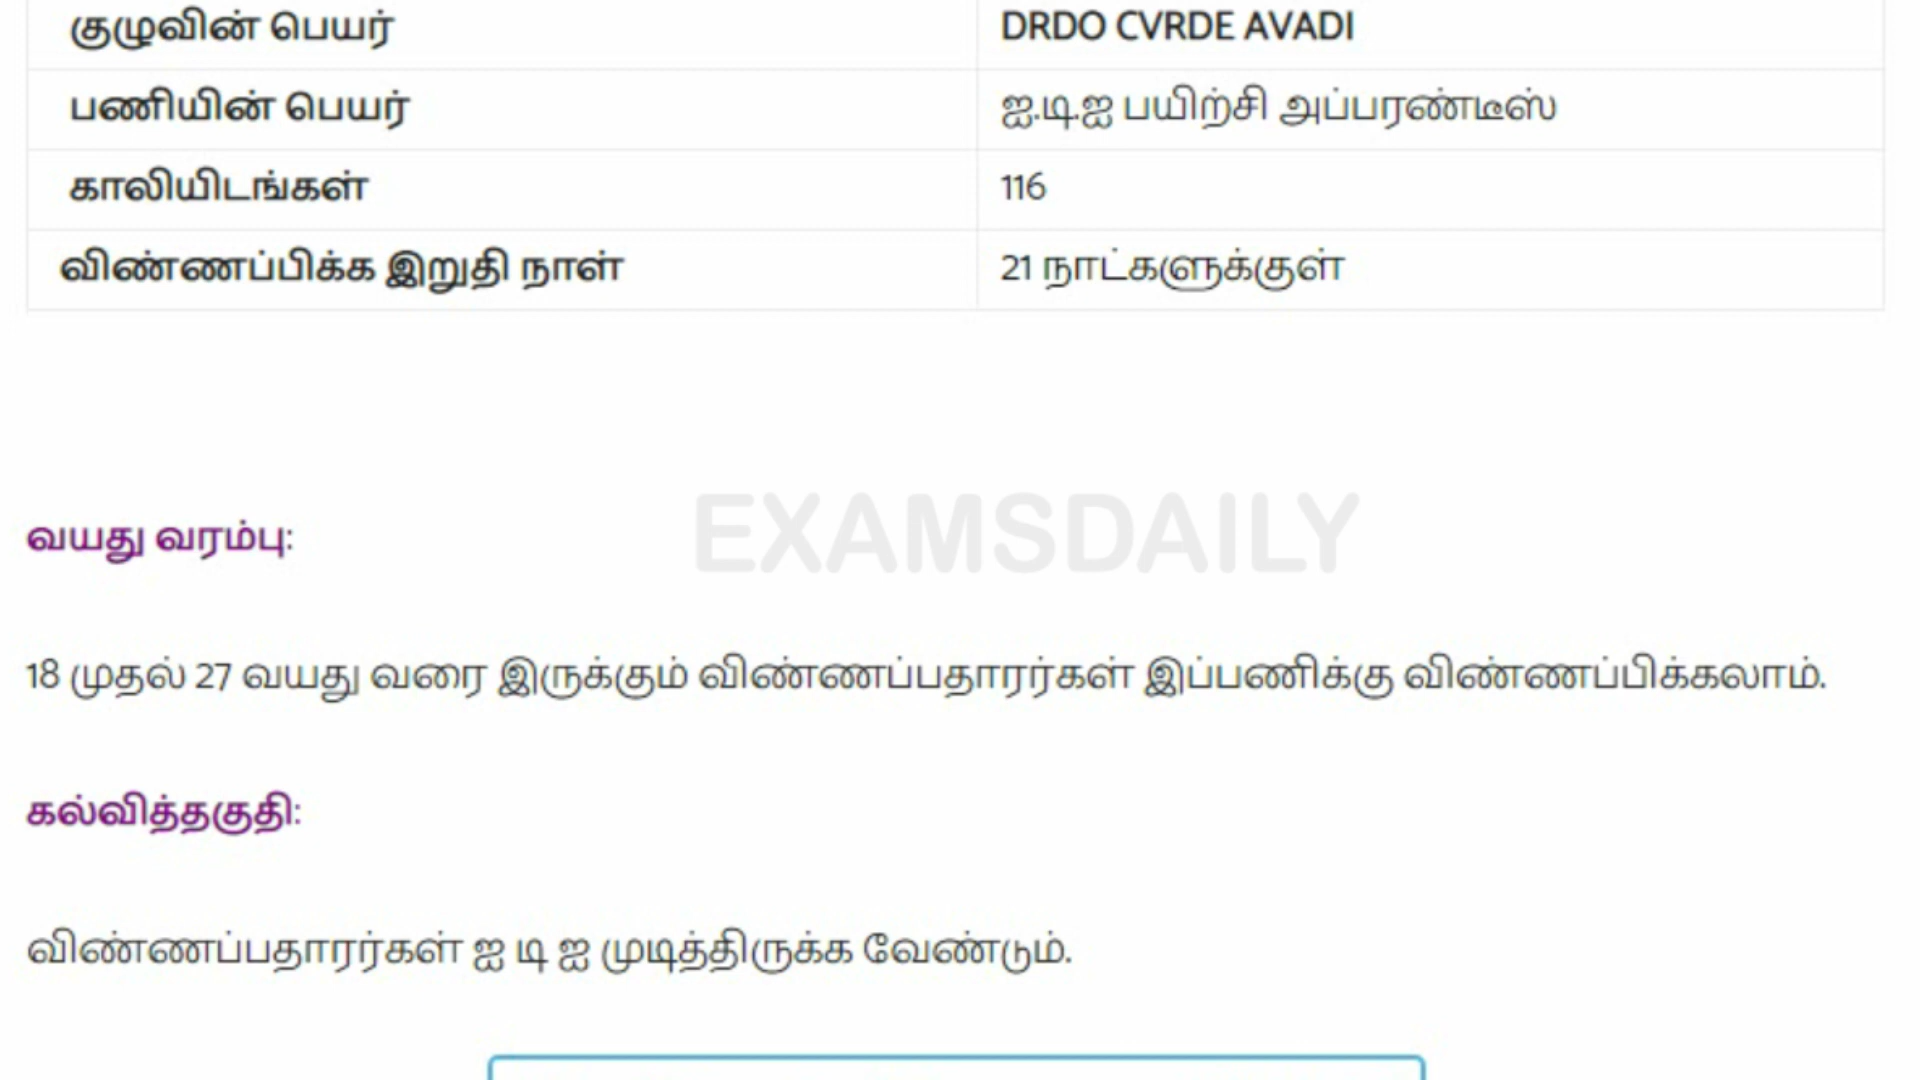 குழுவின் பெயர் DRDO CVRDE AVADI
பணியின் பெயர் ஐ.டி.ஐ பயிற்சி அப்பரண்டீஸ்
காலியிடங்கள் 116
விண்ணப்பிக்க இறுதி நாள் 21 நாட்களுக்குள்
EXAMSDAILY
வயது வரம்பு:
18 முதல் 27 வயது வரை இருக்கும் விண்ணப்பதாரர்கள் இப்பணிக்கு விண்ணப்பிக்கலாம்.
கல்வித்தகுதி:
விண்ணப்பதாரர்கள் ஐ டி ஐ முடித்திருக்க வேண்டும்.